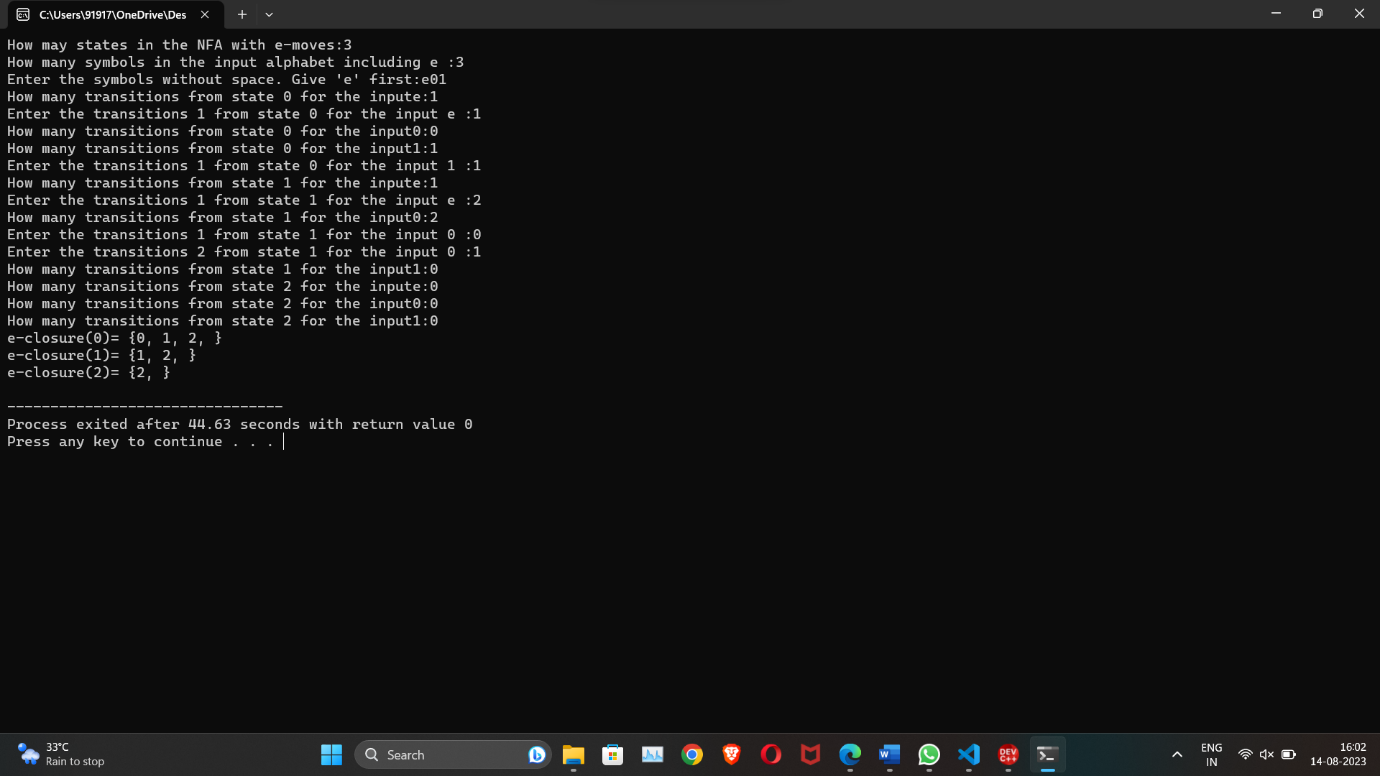 C:\Users\91917\OneDrive\Des
How may states in the NFA with e-moves:3
How many symbols in the input alphabet including e :3
Enter the symbols without space. Give 'e' first:e01
How many transitions from state 0 for the inpute:1
Enter the transitions 1 from state 0 for the input e :1
How many transitions from state 0 for the input0:0
How many transitions from state 0 for the input1:1
Enter the transitions 1 from state 0 for the input 1 :1
How many transitions from state 1 for the inpute:1
Enter the transitions 1 from state 1 for the input e :2
How many transitions from state 1 for the input0:2
Enter the transitions 1 from state 1 for the input 0 :0
Enter the transitions 2 from state 1 for the input 0 :1
How many transitions from state 1 for the input1:0
How many transitions from state 2 for the inpute:0
How many transitions from state 2 for the input0:0
How many transitions from state 2 for the input1:0
e-closure(0)= {0, 1, 2, }
e-closure(1)= {1, 2, }
e-closure(2)= {2, }
--------------------------------
Process exited after 44.63 seconds with return value 0
Press any key to continue . . .
33°C
Rain to stop
Search
DEV
C++
ENG
IN
16:02
14-08-2023